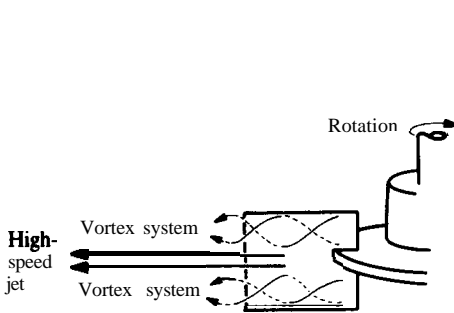 Rotation
Vortex system
High-
speed
jet
Vortex system